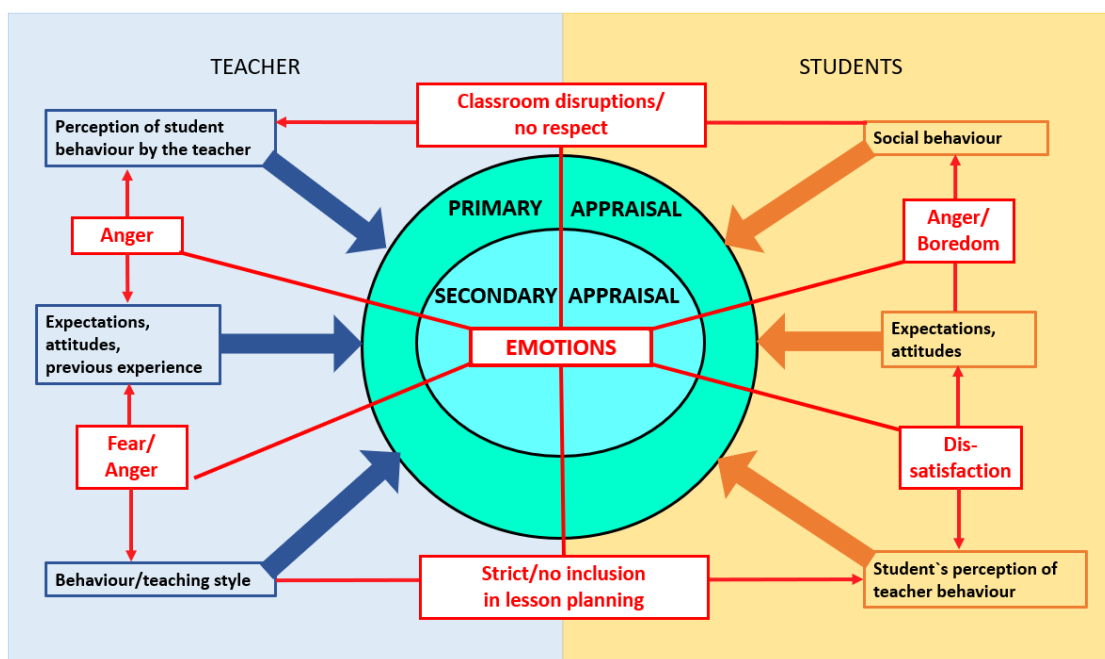 TEACHER
STUDENTS
Classroom disruptions/
no respect
Perception of student
behaviour by the teacher
Social behaviour
PRIMARY APPRAISAL
Anger
Anger/
Boredom
SECONDARY APPRAISAL
Expectations,
attitudes,
previous experience
EMOTIONS
Expectations,
attitudes
Fear/
Anger
Dis-
satisfaction
Behaviour/teaching style
Strict/no inclusion
in lesson planning
Student`s perception of
teacher behaviour